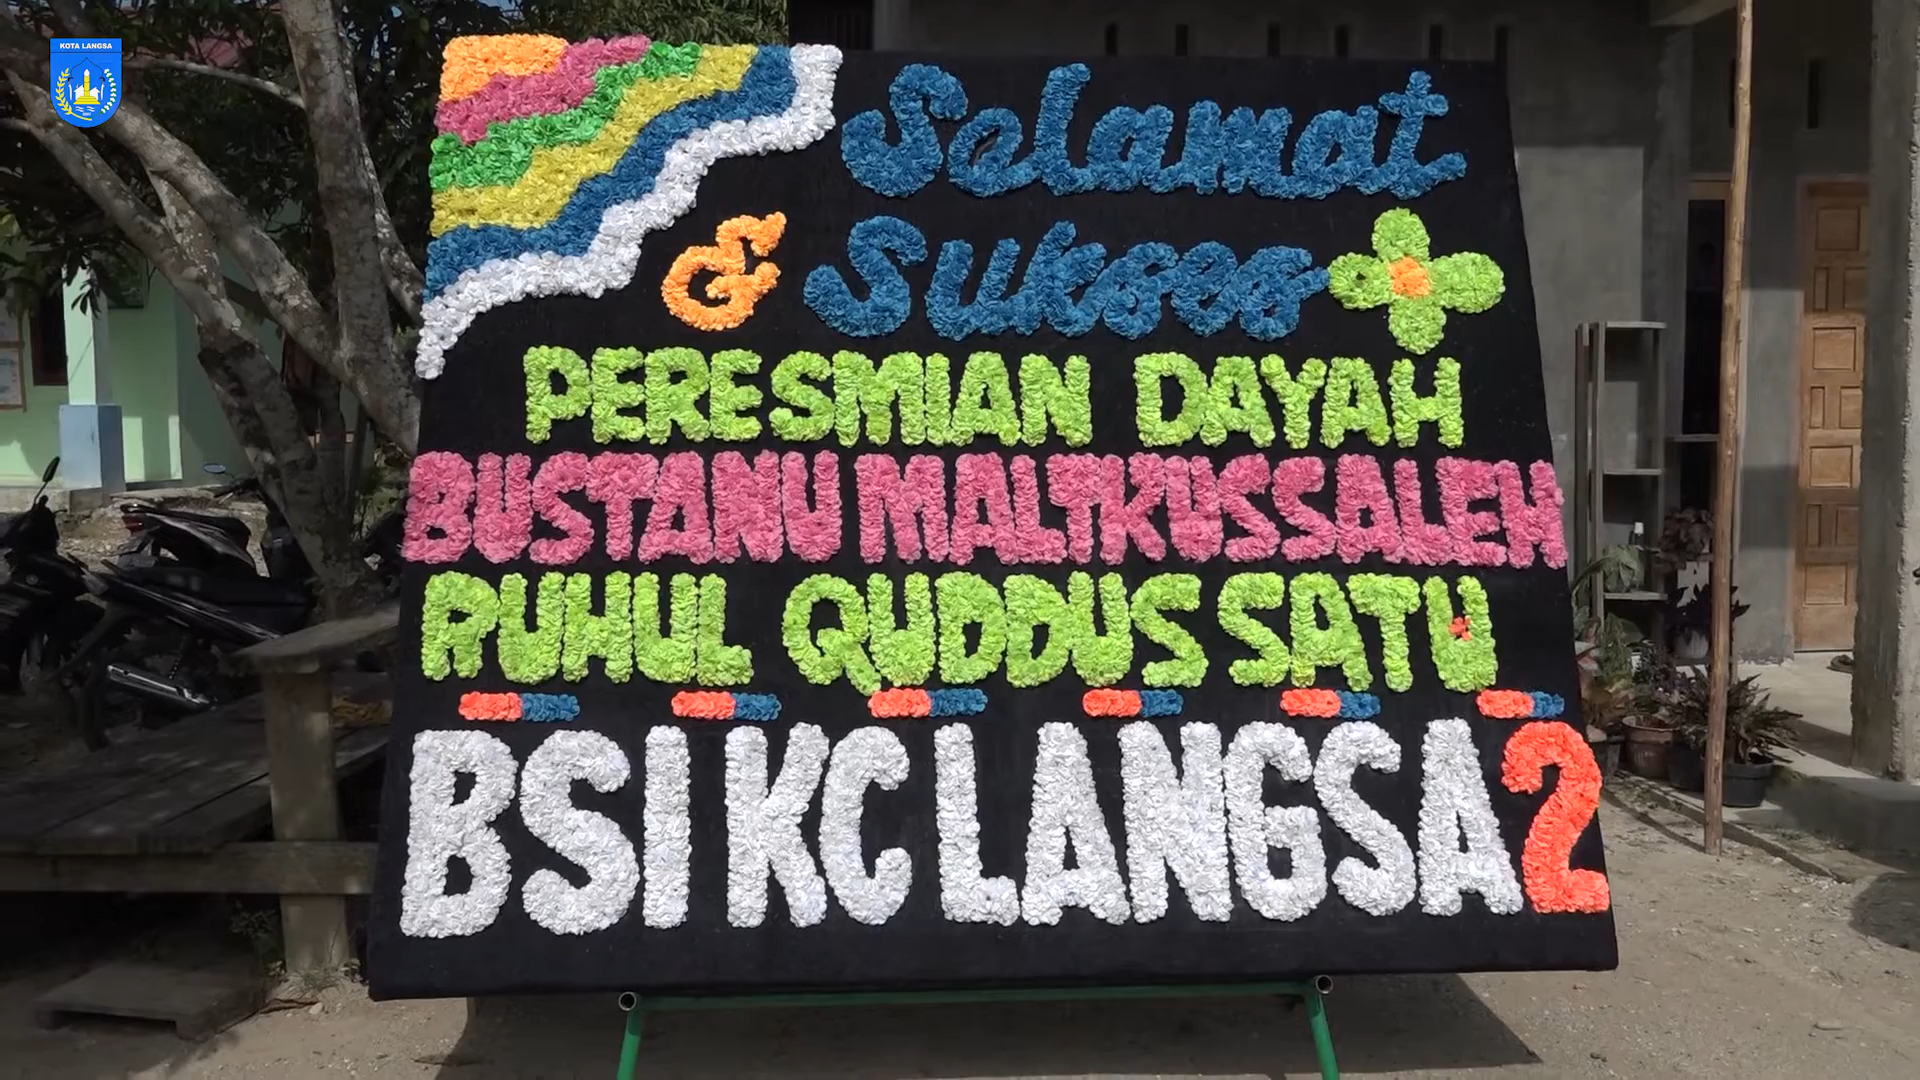 KOTA LANGSA
Selamat
& Sukses
PERESMIAN DAYAH
BUSTANU MALIKUSSALEH
RUHUL QUDDUS SATU
BSI KC LANGSA 2